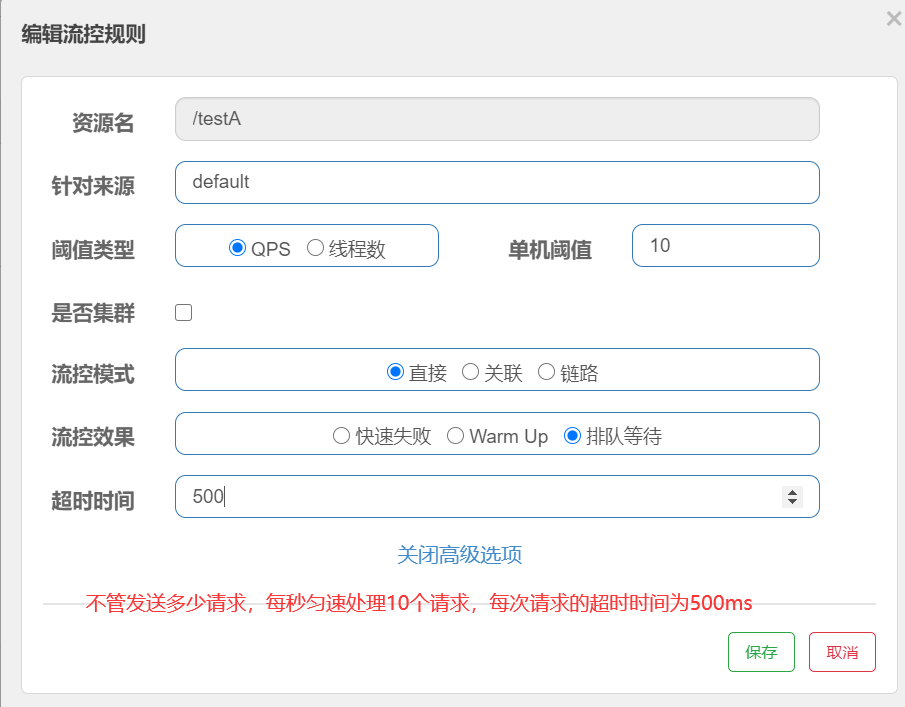 编辑流控规则
×
资源名 /testA
针对来源 default
阈值类型 QPS 线程数 单机阈值 10
是否集群
流控模式 直接 关联 链路
流控效果 快速失败 Warm Up 排队等待
超时时间 500
关闭高级选项
不管发送多少请求，每秒匀速处理10个请求，每次请求的超时时间为500ms
保存 取消